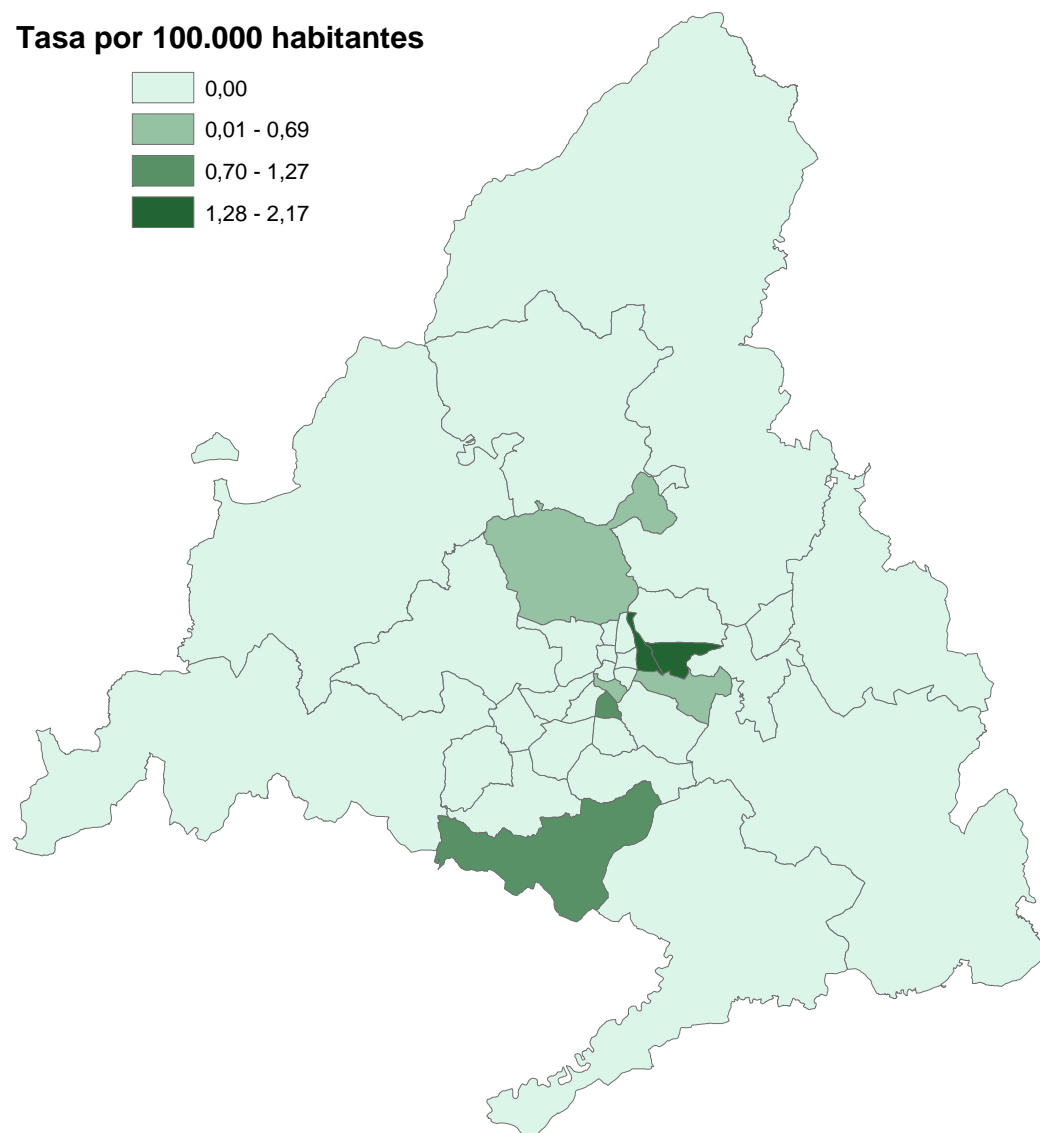 Tasa por 100.000 habitantes
0,00
0,01 - 0,69
0,70 - 1,27
1,28 - 2,17